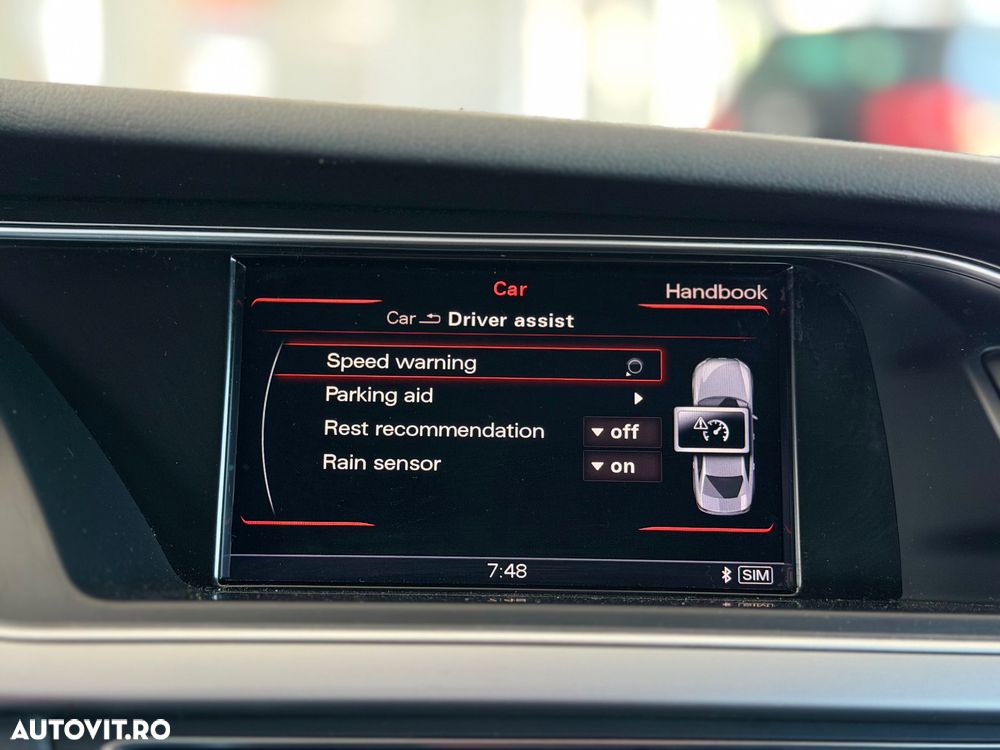 Car
Handbook
Car Driver assist
Speed warning
Parking aid
Rest recommendation off
Rain sensor on
7:48
SIM
AUTOVIT.RO